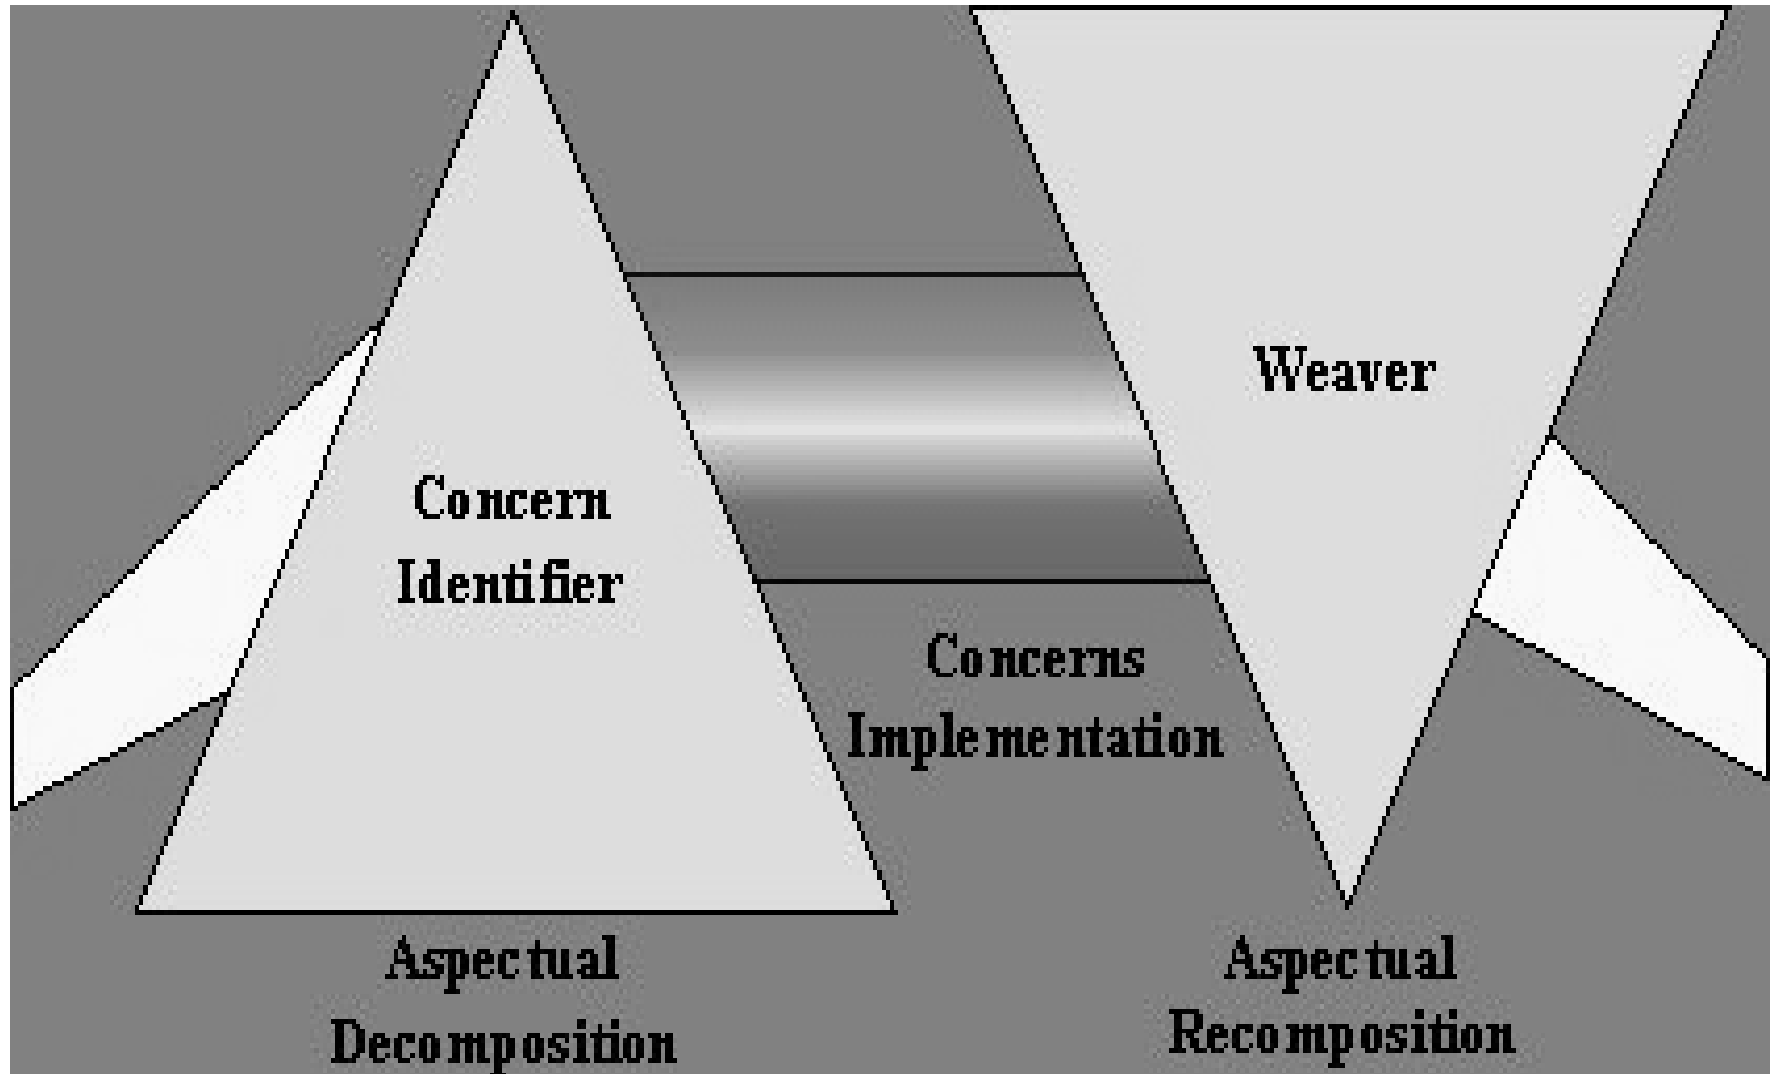 Weaver
Concern
Identifier
Concerns
Implementation
Aspectual
Decomposition
Aspectual
Recomposition